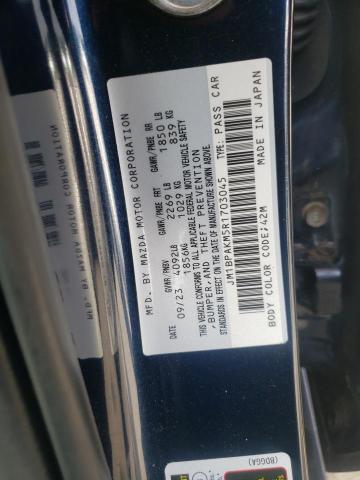 MFD. BY MAZDA MOTOR CORPORATION
DATE GVWR/PNBV GAWR/PNBE FRT GAWR/PNBE RR
09/23 4092LB 2269 LB 1850 LB
1856KG 1029 KG 839 KG
THIS VEHICLE CONFORMS TO ALL APPLICABLE FEDERAL MOTOR VEHICLE SAFETY
,BUMPER, AND THEFT PREVENTION
STANDARDS IN EFFECT ON THE DATE OF MANUFACTURE SHOWN ABOVE.
JM1BPAKM5R1703045 TYPE: PASS CAR
BODY COLOR CODE:42M MADE IN JAPAN
(BDGGA)